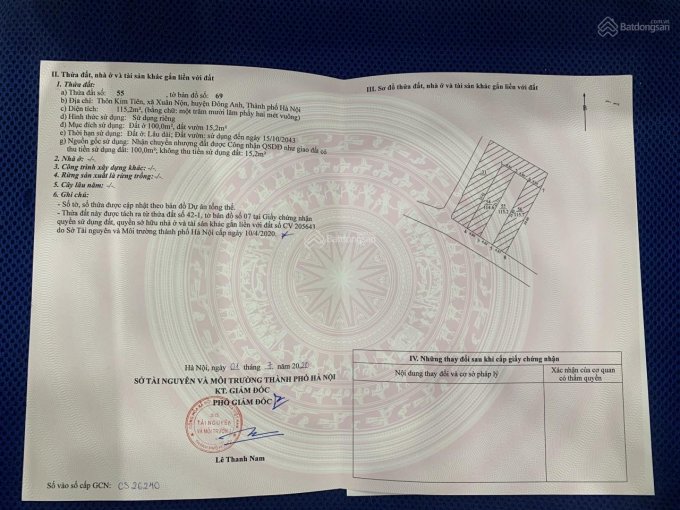 Batdongsan
.com.vn
II. Thửa đất, nhà ở và tài sản khác gắn liền với đất
1. Thửa đất:
a) Thửa đất số: 55 , tờ bản đồ số: 69
b) Địa chỉ: Thôn Kim Tiên, xã Xuân Nộn, huyện Đông Anh, Thành phố Hà Nội
c) Diện tích: 115,2m², (bằng chữ: một trăm mười lăm phẩy hai mét vuông)
d) Hình thức sử dụng: Sử dụng riêng
đ) Mục đích sử dụng: Đất ở 100,0m²; đất vườn 15,2m²
e) Thời hạn sử dụng: Đất ở: Lâu dài; Đất vườn: sử dụng đến ngày 15/10/2043
g) Nguồn gốc sử dụng: Nhận chuyển nhượng đất được Công nhận QSDĐ như giao đất có
thu tiền sử dụng đất: 100,0m²; không thu tiền sử dụng đất: 15,2m²
2. Nhà ở: -/-
3. Công trình xây dựng khác: -/-
4. Rừng sản xuất là rừng trồng: -/-
5. Cây lâu năm: -/-
6. Ghi chú:
- Số tờ, số thửa được cập nhật theo bản đồ Dự án tổng thể.
- Thửa đất này được tách ra từ thửa đất số 42-1, tờ bản đồ số 07 tại Giấy chứng nhận
quyền sử dụng đất, quyền sở hữu nhà ở và tài sản khác gắn liền với đất số CV 205643
do Sở Tài nguyên và Môi trường thành phố Hà Nội cấp ngày 10/4/2020.
Hà Nội, ngày 01 tháng 7 năm 2020
SỞ TÀI NGUYÊN VÀ MÔI TRƯỜNG THÀNH PHỐ HÀ NỘI
KT. GIÁM ĐỐC
PHÓ GIÁM ĐỐC
SỞ
TÀI NGUYÊN
VÀ MÔI TRƯỜNG
Lê Thanh Nam
Số vào sổ cấp GCN: CS 26240
III. Sơ đồ thửa đất, nhà ở và tài sản khác gắn liền với đất
55
IV. Những thay đổi sau khi cấp giấy chứng nhận
Nội dung thay đổi và cơ sở pháp lý
Xác nhận của cơ quan
có thẩm quyền
Batdongsan
Batdongsan